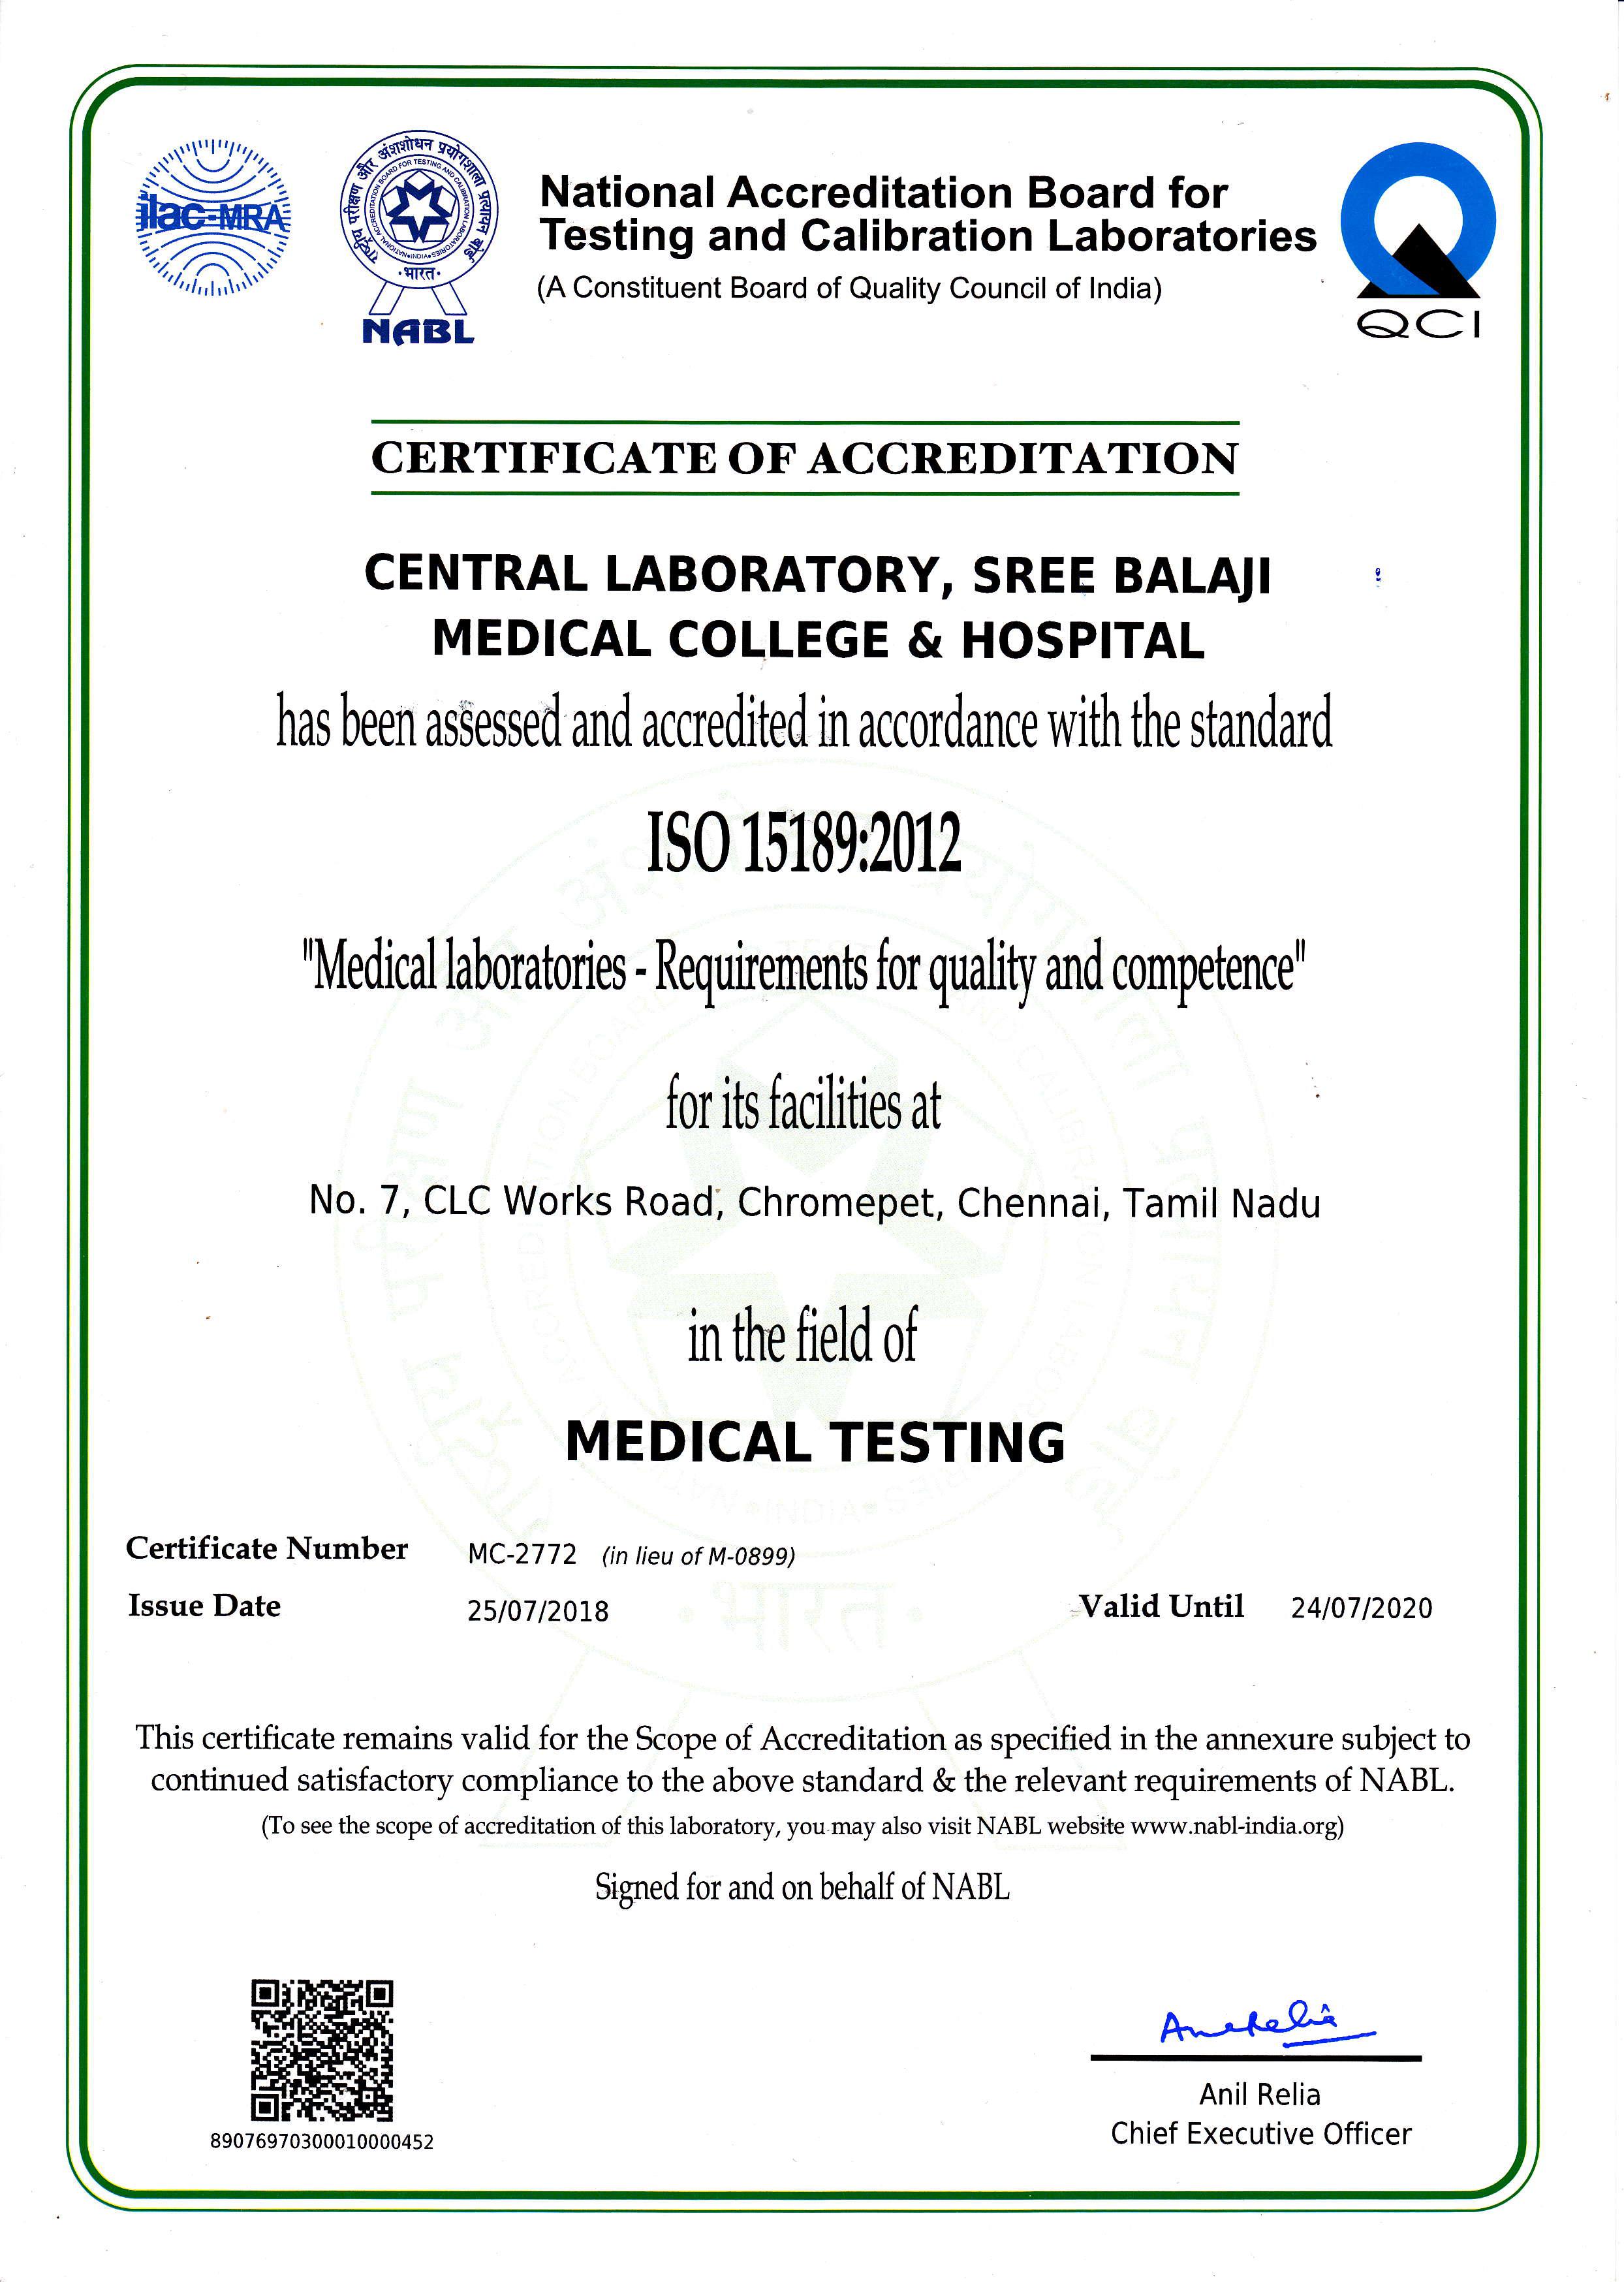 ilac-MRA
राष्ट्रीय परीक्षण और अंशशोधन प्रयोगशाला प्रत्यायन बोर्ड
NATIONAL ACCREDITATION BOARD FOR TESTING AND CALIBRATION LABORATORIES
INDIA
भारत
NABL
National Accreditation Board for
Testing and Calibration Laboratories
(A Constituent Board of Quality Council of India)
QCI
CERTIFICATE OF ACCREDITATION
CENTRAL LABORATORY, SREE BALAJI
MEDICAL COLLEGE & HOSPITAL
has been assessed and accredited in accordance with the standard
ISO 15189:2012
"Medical laboratories - Requirements for quality and competence"
for its facilities at
No. 7, CLC Works Road, Chromepet, Chennai, Tamil Nadu
in the field of
MEDICAL TESTING
Certificate Number MC-2772 (in lieu of M-0899)
Issue Date 25/07/2018 Valid Until 24/07/2020
This certificate remains valid for the Scope of Accreditation as specified in the annexure subject to
continued satisfactory compliance to the above standard & the relevant requirements of NABL.
(To see the scope of accreditation of this laboratory, you may also visit NABL website www.nabl-india.org)
Signed for and on behalf of NABL
89076970300010000452
Anil Relia
Chief Executive Officer